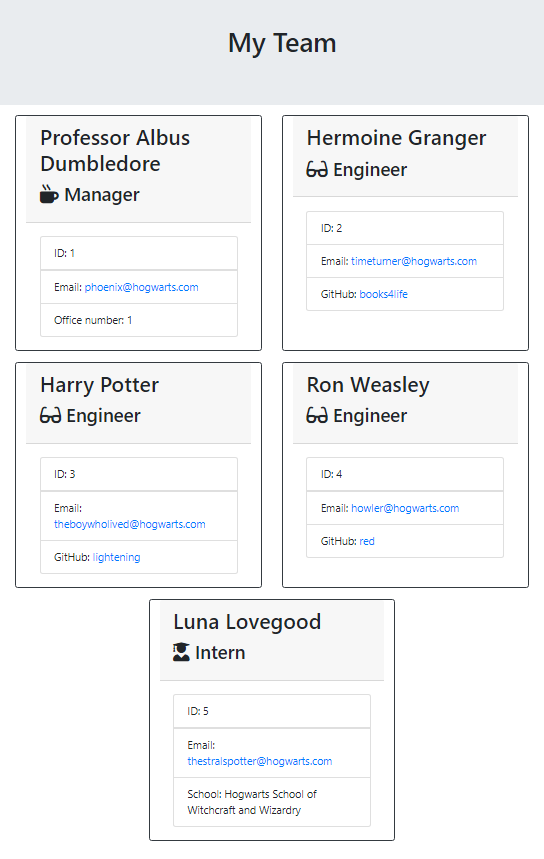 My Team
Professor Albus
Dumbledore
Manager
ID: 1
Email: phoenix@hogwarts.com
Office number: 1
Hermoine Granger
Engineer
ID: 2
Email: timeturner@hogwarts.com
GitHub: books4life
Harry Potter
Engineer
ID: 3
Email:
theboywholived@hogwarts.com
GitHub: lightening
Ron Weasley
Engineer
ID: 4
Email: howler@hogwarts.com
GitHub: red
Luna Lovegood
Intern
ID: 5
Email:
thestralspotter@hogwarts.com
School: Hogwarts School of
Witchcraft and Wizardry